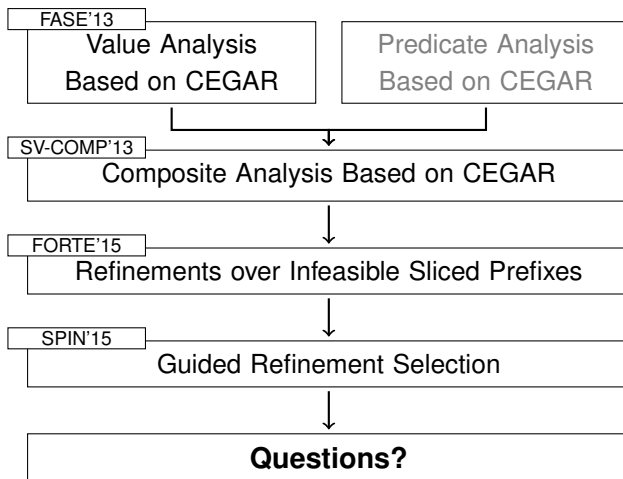 FASE'13
Value Analysis
Based on CEGAR
Predicate Analysis
Based on CEGAR
SV-COMP'13
Composite Analysis Based on CEGAR
FORTE'15
Refinements over Infeasible Sliced Prefixes
SPIN'15
Guided Refinement Selection
Questions?